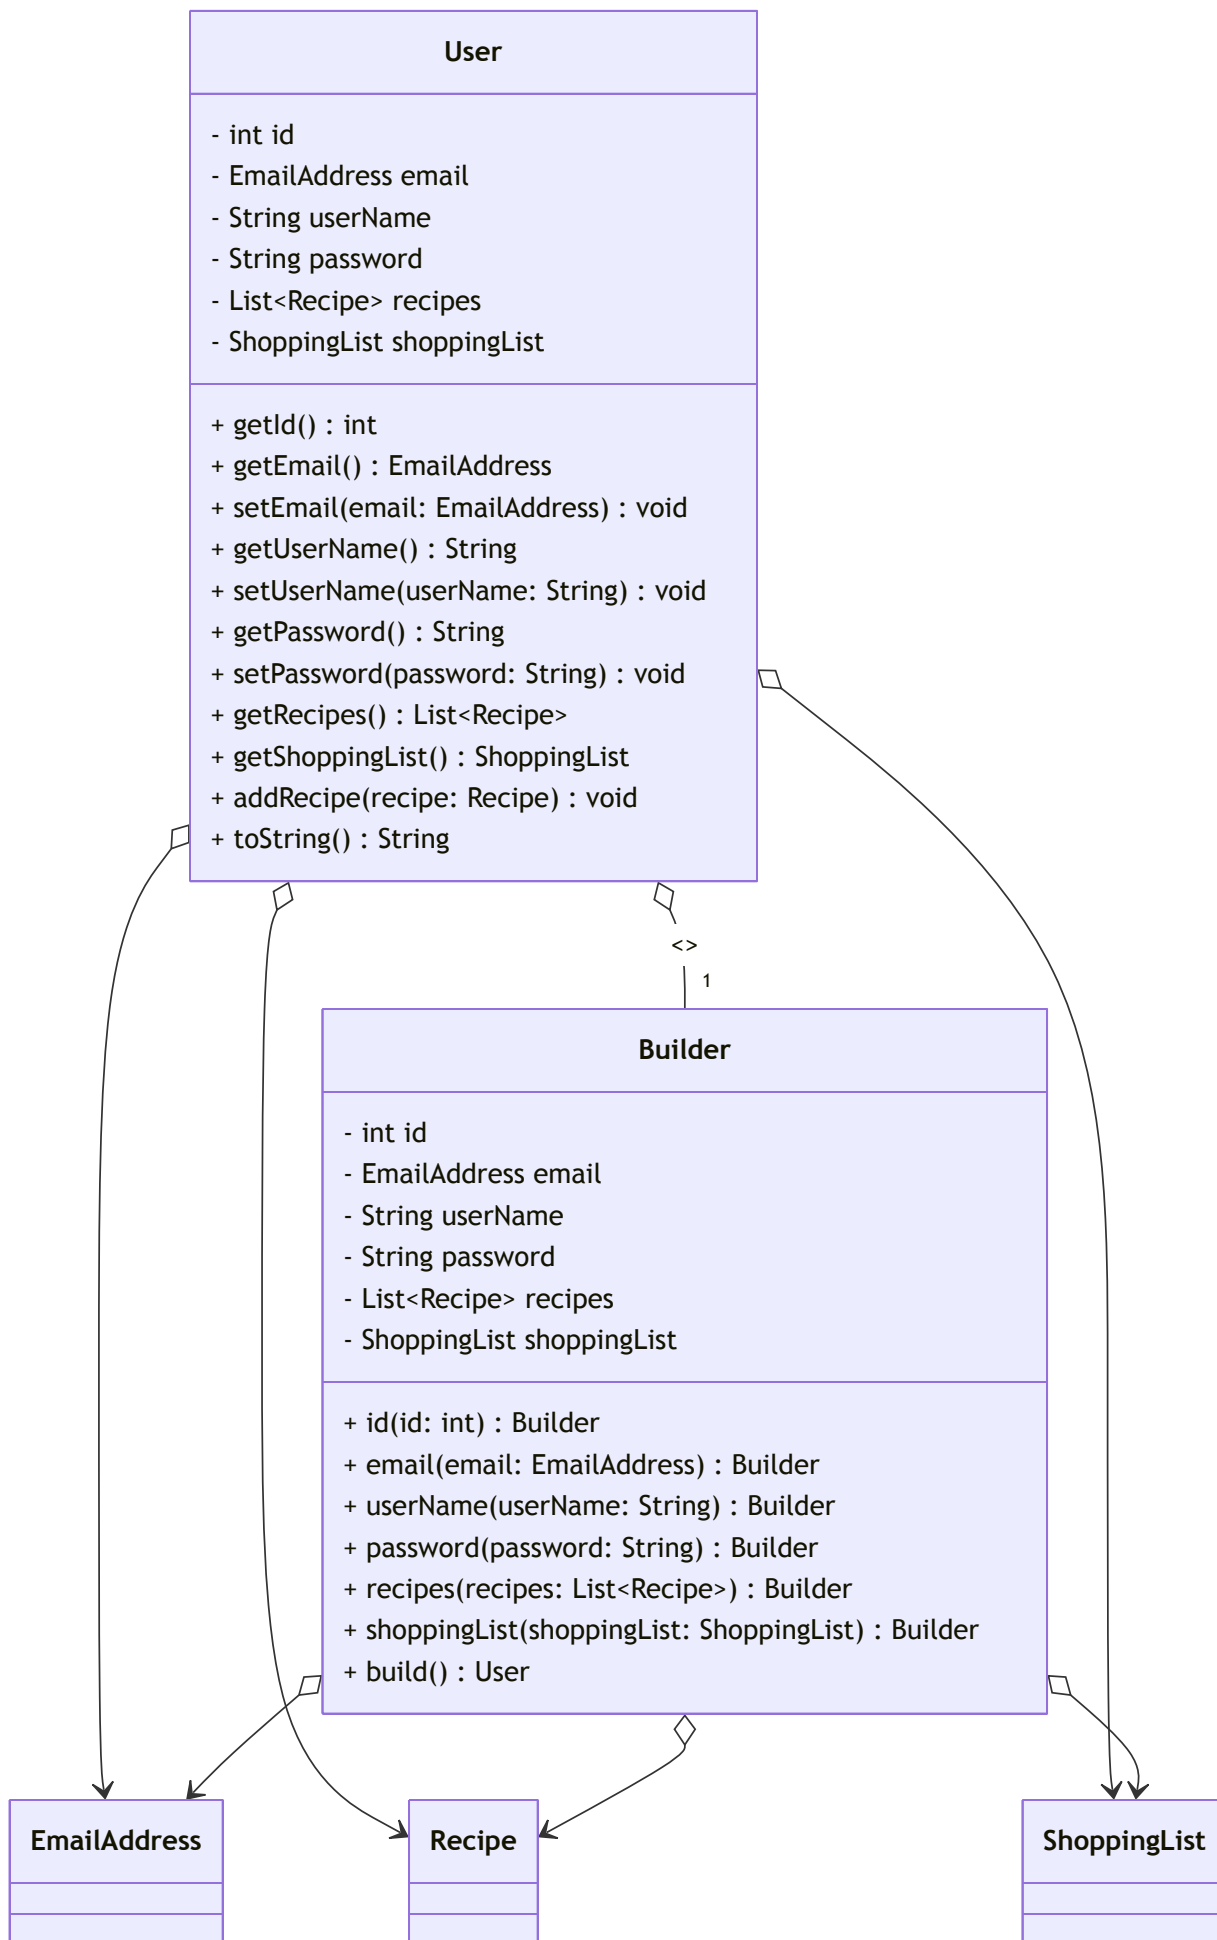 User
- int id
- EmailAddress email
- String userName
- String password
- List<Recipe> recipes
- ShoppingList shoppingList
+ getId() : int
+ getEmail() : EmailAddress
+ setEmail(email: EmailAddress) : void
+ getUserName() : String
+ setUserName(userName: String) : void
+ getPassword() : String
+ setPassword(password: String) : void
+ getRecipes() : List<Recipe>
+ getShoppingList() : ShoppingList
+ addRecipe(recipe: Recipe) : void
+ toString() : String
<>
1
Builder
- int id
- EmailAddress email
- String userName
- String password
- List<Recipe> recipes
- ShoppingList shoppingList
+ id(id: int) : Builder
+ email(email: EmailAddress) : Builder
+ userName(userName: String) : Builder
+ password(password: String) : Builder
+ recipes(recipes: List<Recipe>) : Builder
+ shoppingList(shoppingList: ShoppingList) : Builder
+ build() : User
EmailAddress
Recipe
ShoppingList